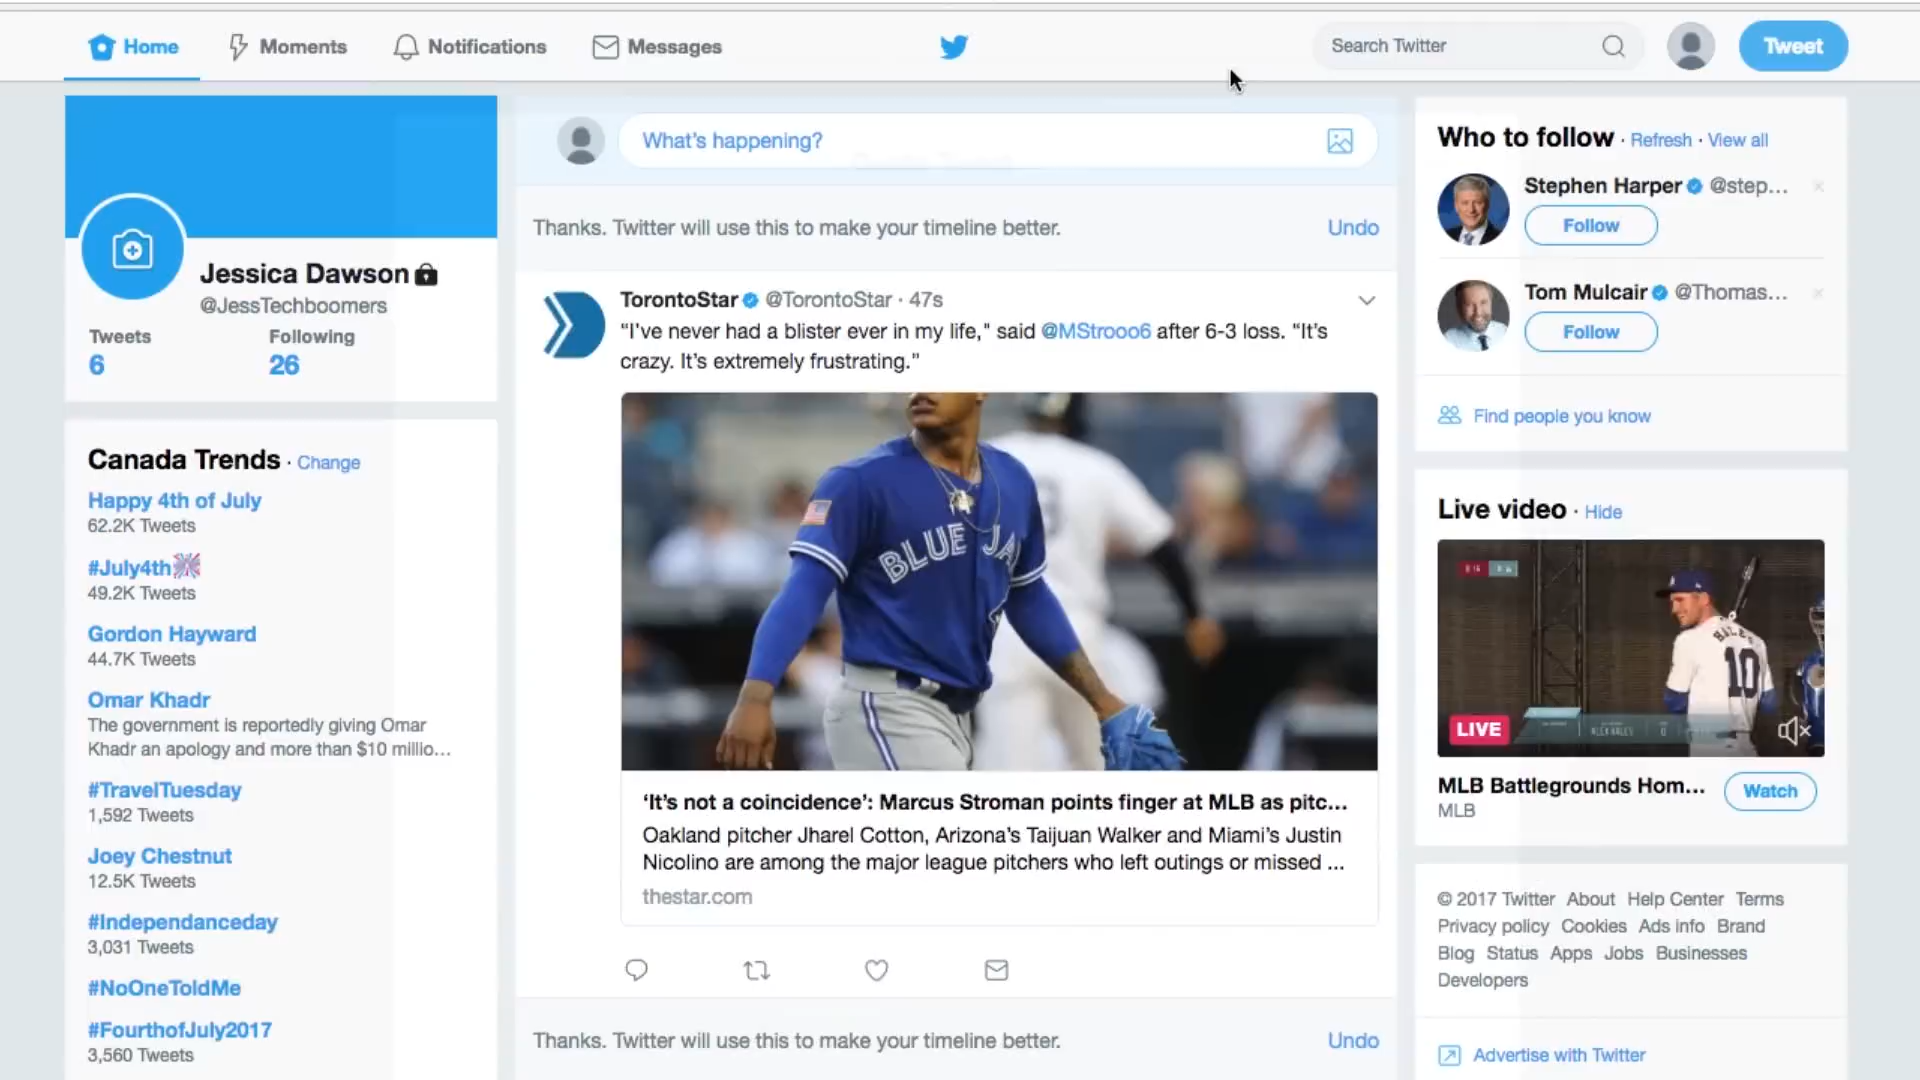 Home
Moments
Notifications
Messages
Search Twitter
Tweet
Jessica Dawson
@JessTechboomers
Tweets
6
Following
26
Canada Trends · Change
Happy 4th of July
62.2K Tweets
#July4th
49.2K Tweets
Gordon Hayward
44.7K Tweets
Omar Khadr
The government is reportedly giving Omar
Khadr an apology and more than $10 millio...
#TravelTuesday
1,592 Tweets
Joey Chestnut
12.5K Tweets
#Independanceday
3,031 Tweets
#NoOneToldMe
#FourthofJuly2017
3,560 Tweets
What's happening?
Thanks. Twitter will use this to make your timeline better.
Undo
TorontoStar @TorontoStar · 47s
"I've never had a blister ever in my life," said @MStrooo6 after 6-3 loss. "It's
crazy. It's extremely frustrating."
BLUE JA
'It's not a coincidence': Marcus Stroman points finger at MLB as pitc...
Oakland pitcher Jharel Cotton, Arizona's Taijuan Walker and Miami's Justin
Nicolino are among the major league pitchers who left outings or missed ...
thestar.com
Thanks. Twitter will use this to make your timeline better.
Undo
Who to follow · Refresh · View all
Stephen Harper @step...
Follow
Tom Mulcair @Thomas...
Follow
Find people you know
Live video · Hide
HALES
10
LIVE
ALEX HALES
MLB Battlegrounds Hom...
MLB
Watch
© 2017 Twitter About Help Center Terms
Privacy policy Cookies Ads info Brand
Blog Status Apps Jobs Businesses
Developers
Advertise with Twitter